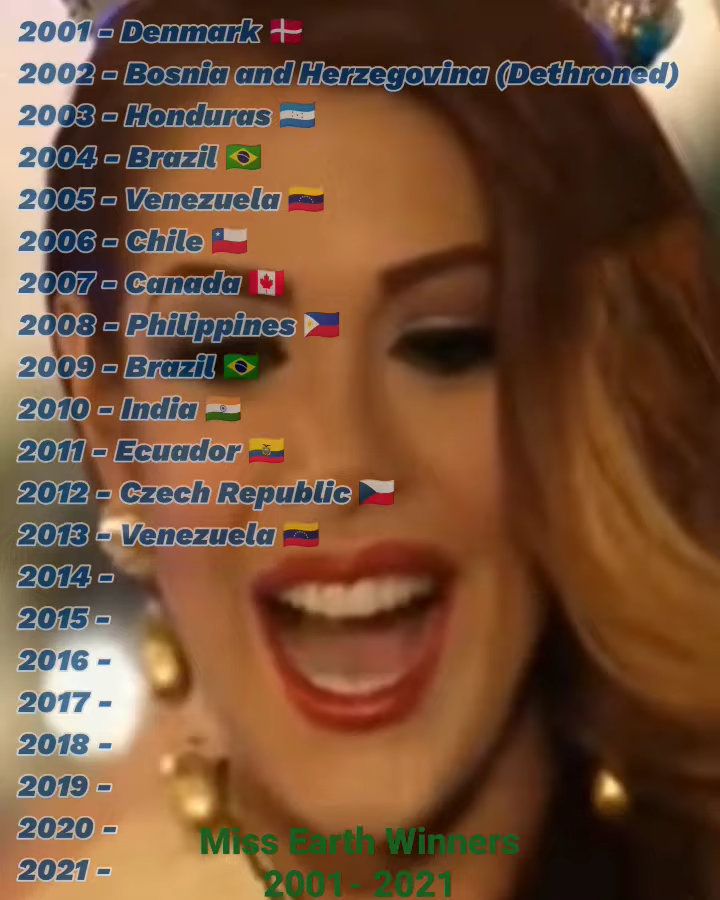 2001 - Denmark 🇩🇰
2002 - Bosnia and Herzegovina (Dethroned)
2003 - Honduras 🇭🇳
2004 - Brazil 🇧🇷
2005 - Venezuela 🇻🇪
2006 - Chile 🇨🇱
2007 - Canada 🇨🇦
2008 - Philippines 🇵🇭
2009 - Brazil 🇧🇷
2010 - India 🇮🇳
2011 - Ecuador 🇪🇨
2012 - Czech Republic 🇨🇿
2013 - Venezuela 🇻🇪
2014 -
2015 -
2016 -
2017 -
2018 -
2019 -
2020 -
2021 -
Miss Earth Winners
2001 - 2021